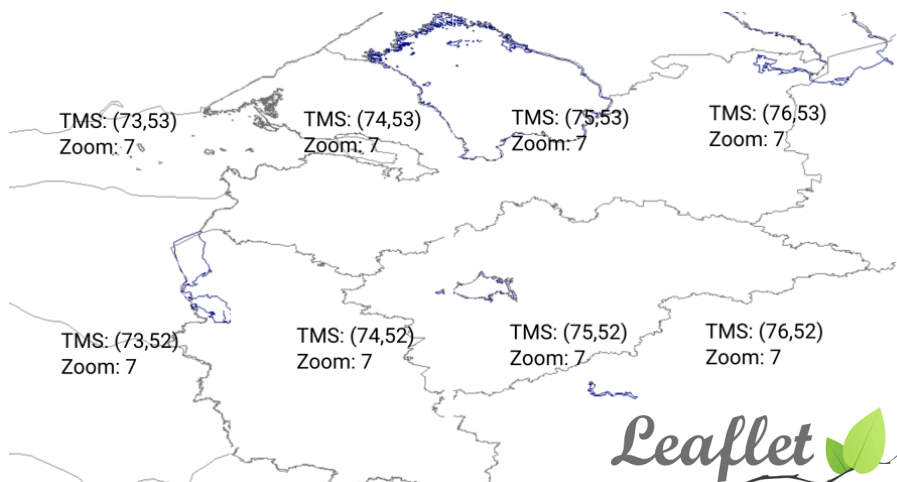 TMS: (73,53)
Zoom: 7
TMS: (74,53)
Zoom: 7
TMS: (75,53)
Zoom: 7
TMS: (76,53)
Zoom: 7
TMS: (73,52)
Zoom: 7
TMS: (74,52)
Zoom: 7
TMS: (75,52)
Zoom: 7
TMS: (76,52)
Zoom: 7
Leaflet